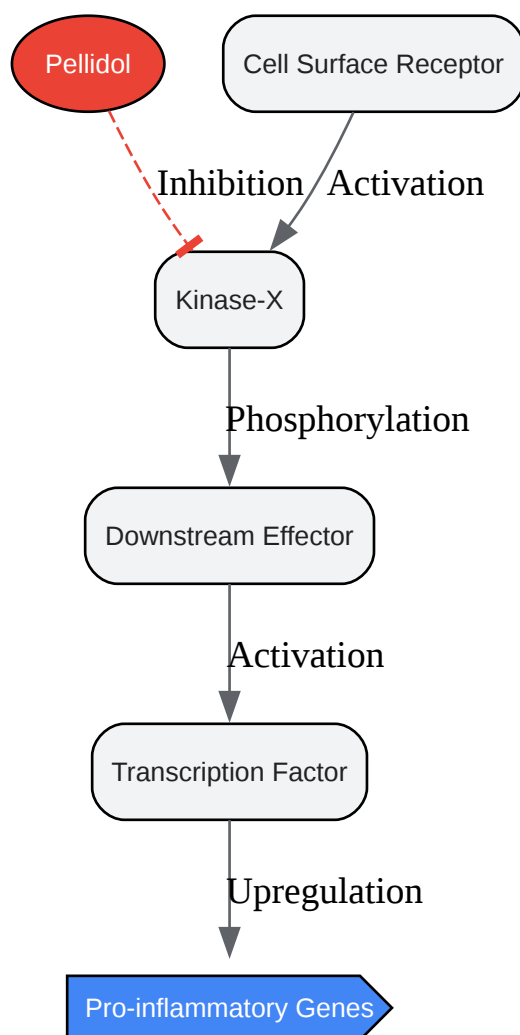 Pellidol
Cell Surface Receptor
Inhibition
Activation
Kinase-X
Phosphorylation
Downstream Effector
Activation
Transcription Factor
Upregulation
Pro-inflammatory Genes